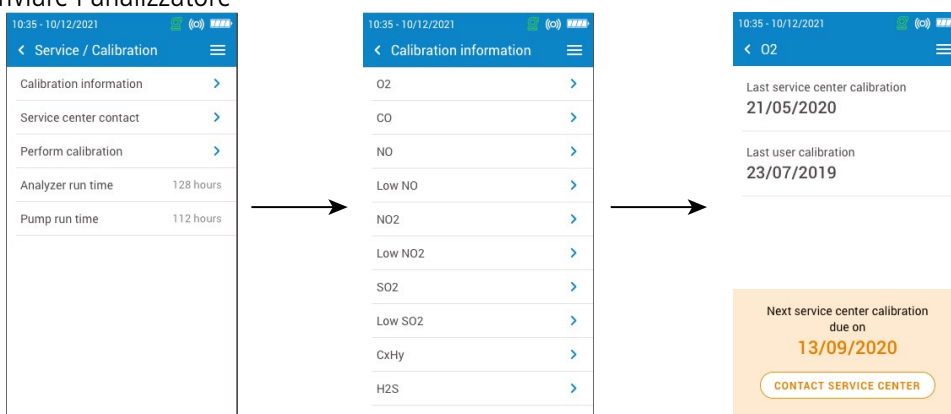 inviare l'analizzatore
10:35 - 10/12/2021
Service / Calibration
Calibration information
Service center contact
Perform calibration
Analyzer run time 128 hours
Pump run time 112 hours
10:35 - 10/12/2021
Calibration information
O2
CO
NO
Low NO
NO2
Low NO2
SO2
Low SO2
CxHy
H2S
10:35 - 10/12/2021
O2
Last service center calibration
21/05/2020
Last user calibration
23/07/2019
Next service center calibration
due on
13/09/2020
CONTACT SERVICE CENTER